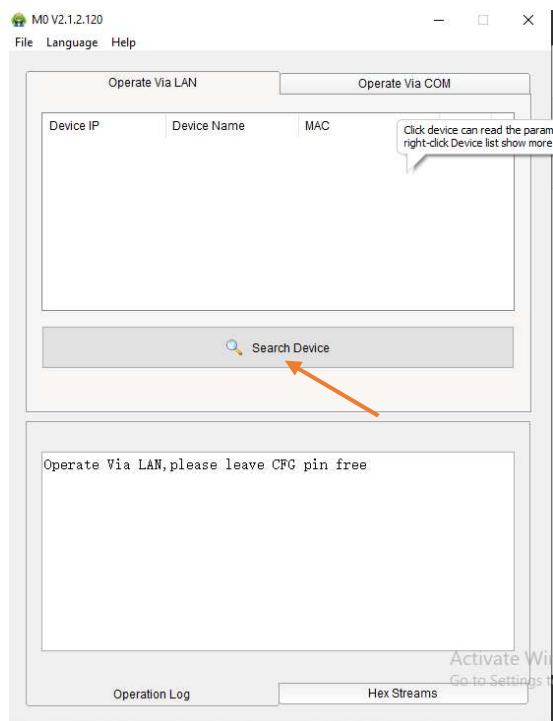 M0 V2.1.2.120
File Language Help
Operate Via LAN
Operate Via COM
Device IP Device Name MAC
Click device can read the param
right-click Device list show more
Search Device
Operate Via LAN,please leave CFG pin free
Activate Wi
Go to Settings t
Operation Log
Hex Streams